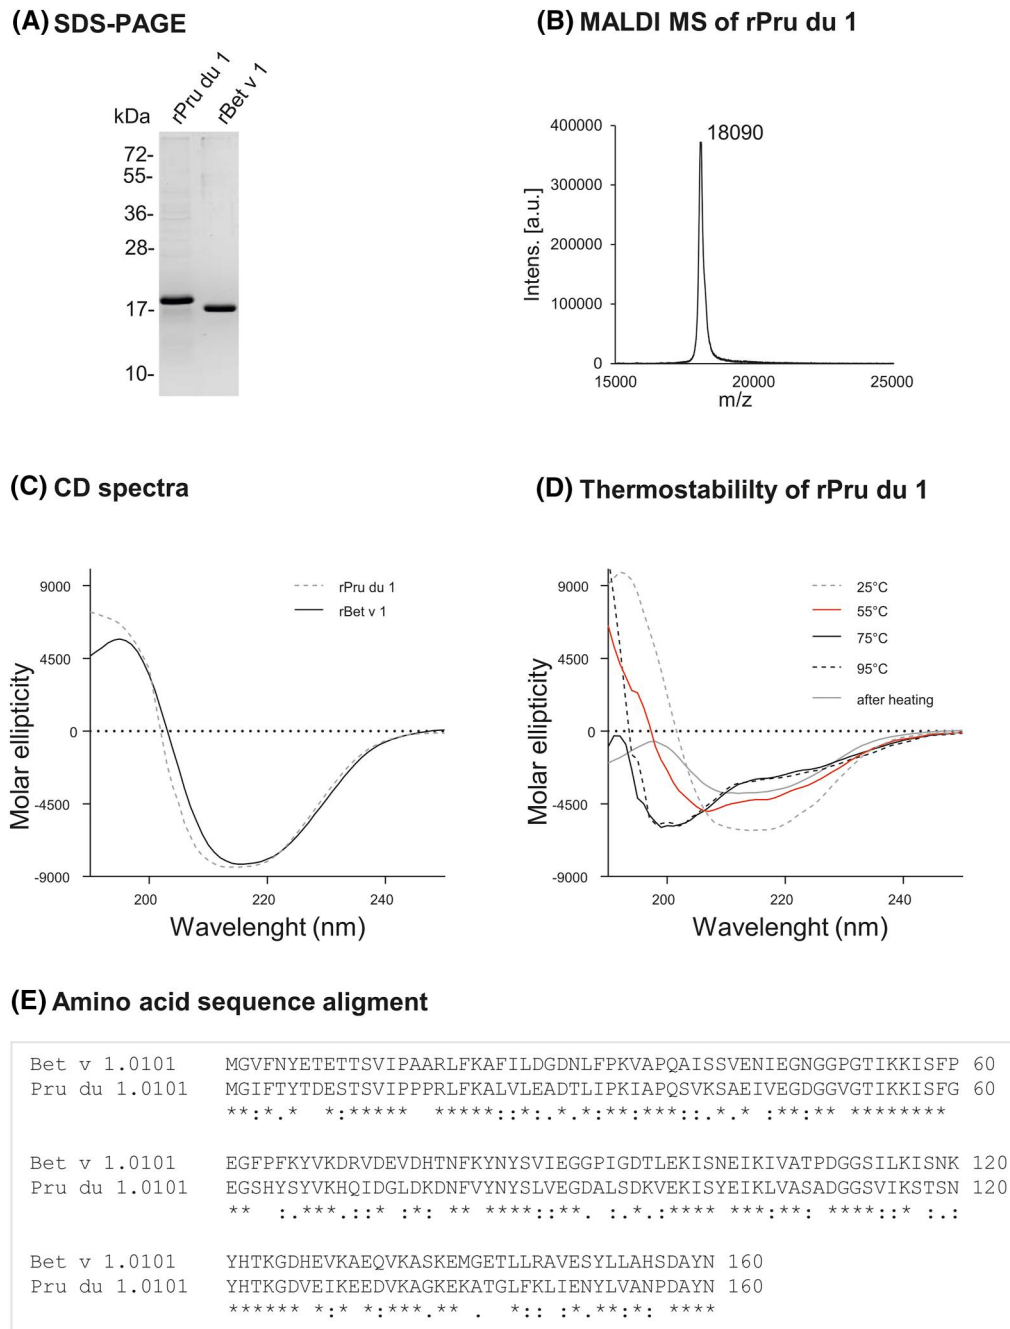 (A) SDS-PAGE
kDa
rPru du 1
rBet v 1
72-
55-
36-
28-
17-
10-
(B) MALDI MS of rPru du 1
Intens. [a.u.]
400000
300000
200000
100000
0
18090
15000 20000 25000
m/z
(C) CD spectra
Molar ellipticity
9000
4500
0
-4500
-9000
rPru du 1
rBet v 1
200 220 240
Wavelenght (nm)
(D) Thermostabililty of rPru du 1
Molar ellipticity
9000
4500
0
-4500
-9000
25°C
55°C
75°C
95°C
after heating
200 220 240
Wavelenght (nm)
(E) Amino acid sequence aligment
Bet v 1.0101 MGVFNYETETTSVIPAARLFKAFILDGDNLFPKVAPQAISSVENIEGNGGPGTIKKISFP 60
Pru du 1.0101 MGIFTYTDESTSVIPPPRLFKALVLEADTLIPKIAPQSVKSAEIVEGDGGVGTIKKISFG 60
**:*.* *:****** *****::*:.*.*:**:***::.*.* :**:** ********
Bet v 1.0101 EGFPFKYVKDRVDEVDHTNFKYNYSVIEGGPIGDTLEKISNEIKIVATPDGGSILKISNK 120
Pru du 1.0101 EGSHYSYVKHQIDGLDKDNFVYNYSLVEGDALSDKVEKISYEIKLVASADGGSVIKSTSN 120
** :.***.::* :*: ** ****::**. :.*.:**** ***:**: ****::* :.:
Bet v 1.0101 YHTKGDHEVKAEQVKASKEMGETLLRAVESYLLAHSDAYN 160
Pru du 1.0101 YHTKGDVEIKEEDVKAGKEKATGLFKLIENYLVANPDAYN 160
****** *:* *:***.** . *:: :*.**:*: ****